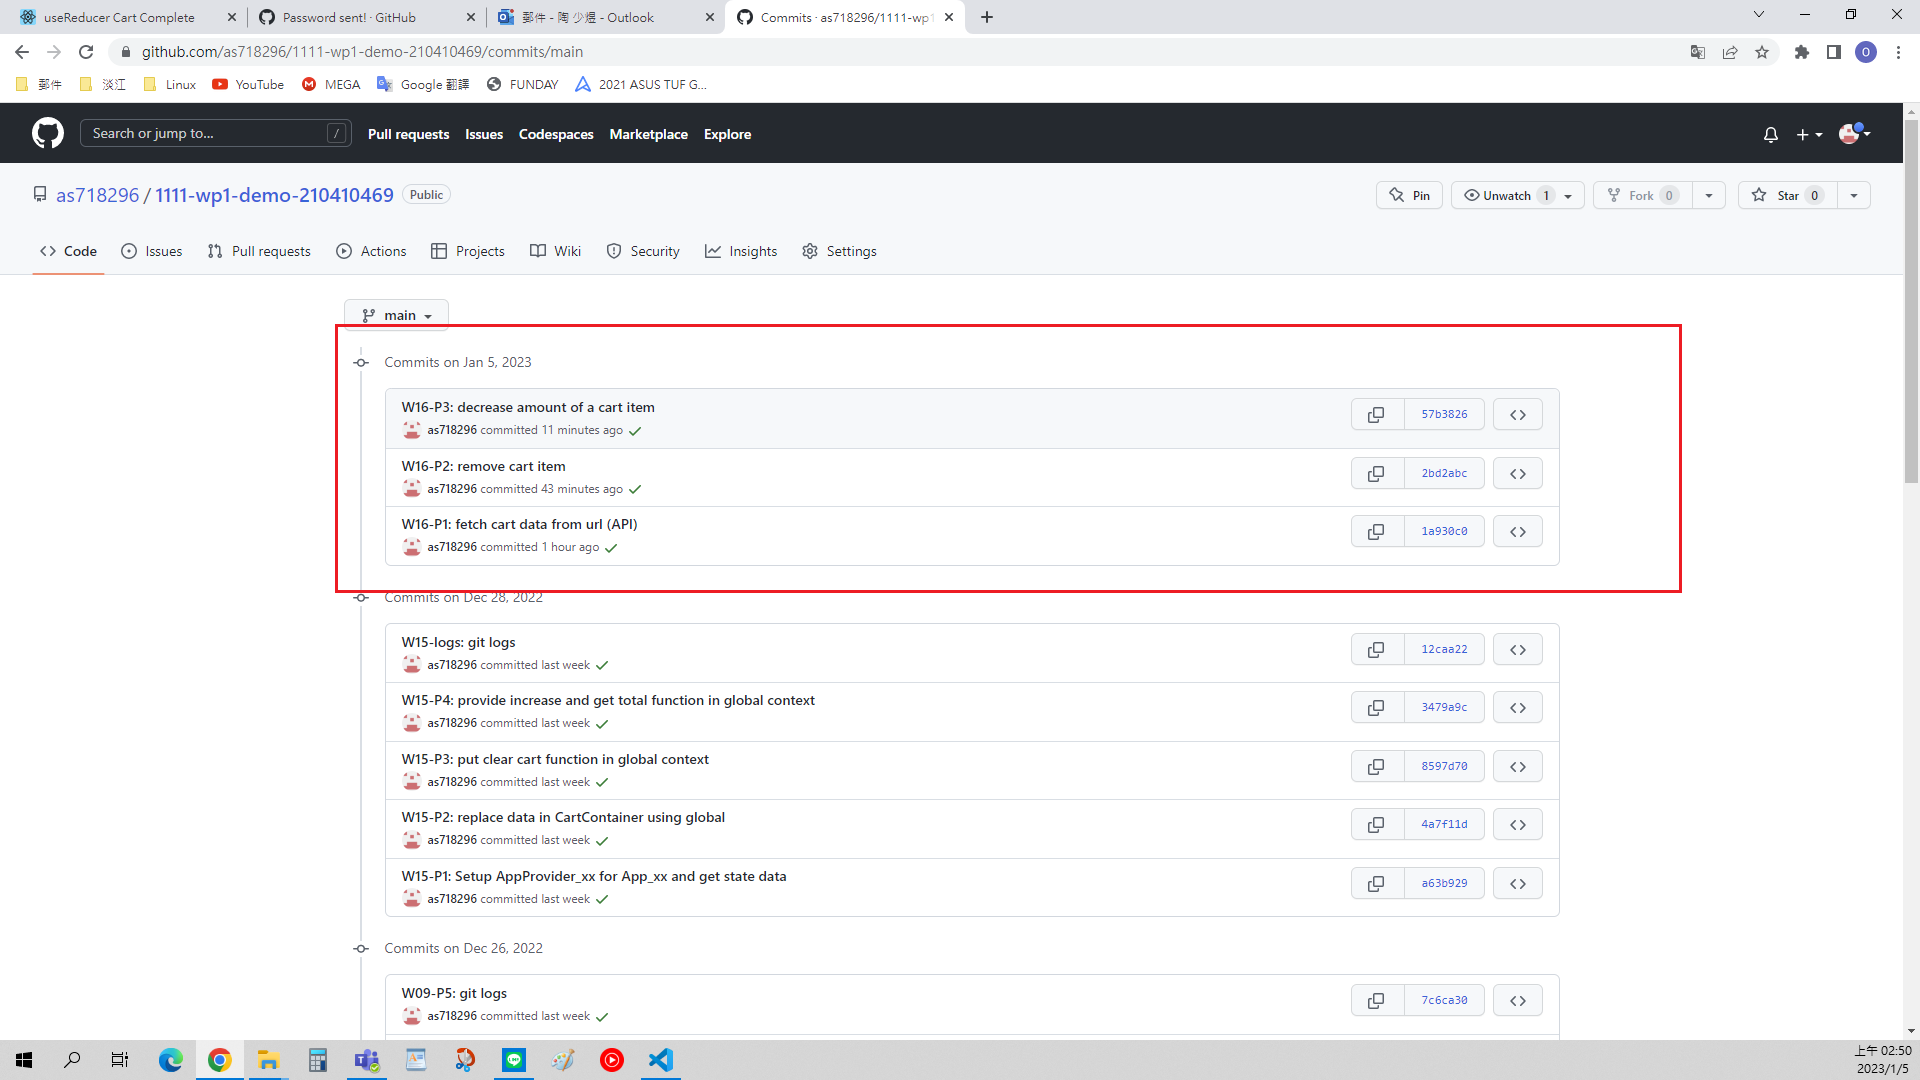 useReducer Cart Complete
Password sent! · GitHub
郵件 - 陶 少煜 - Outlook
Commits · as718296/1111-wp1
github.com/as718296/1111-wp1-demo-210410469/commits/main
O
郵件
淡江
Linux
YouTube
MEGA
Google 翻譯
FUNDAY
2021 ASUS TUF G...
Search or jump to...
/
Pull requests
Issues
Codespaces
Marketplace
Explore
as718296 / 1111-wp1-demo-210410469
Public
Pin
Unwatch 1
Fork 0
Star 0
Code
Issues
Pull requests
Actions
Projects
Wiki
Security
Insights
Settings
main
Commits on Jan 5, 2023
W16-P3: decrease amount of a cart item
57b3826
as718296 committed 11 minutes ago
W16-P2: remove cart item
2bd2abc
as718296 committed 43 minutes ago
W16-P1: fetch cart data from url (API)
1a930c0
as718296 committed 1 hour ago
Commits on Dec 28, 2022
W15-logs: git logs
12caa22
as718296 committed last week
W15-P4: provide increase and get total function in global context
3479a9c
as718296 committed last week
W15-P3: put clear cart function in global context
8597d70
as718296 committed last week
W15-P2: replace data in CartContainer using global
4a7f11d
as718296 committed last week
W15-P1: Setup AppProvider_xx for App_xx and get state data
a63b929
as718296 committed last week
Commits on Dec 26, 2022
W09-P5: git logs
7c6ca30
as718296 committed last week
上午 02:50
2023/1/5